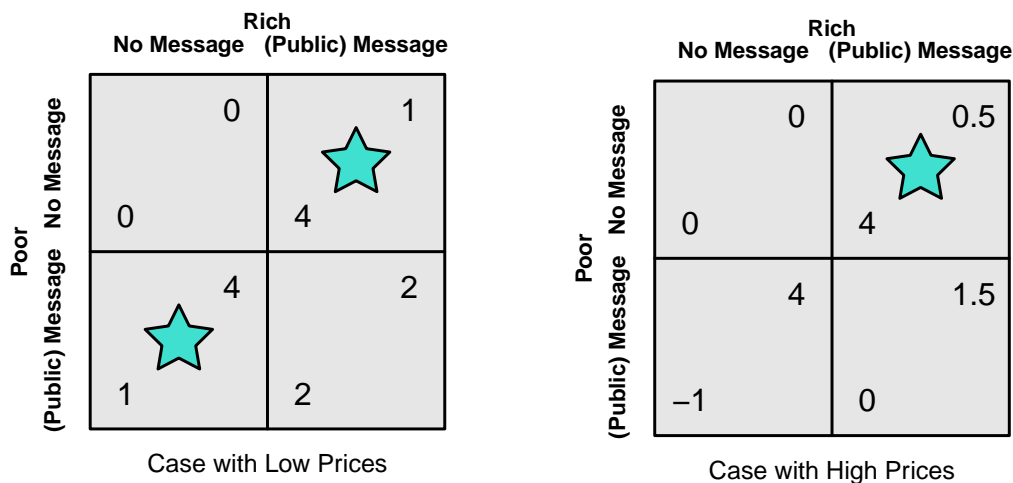 Rich
No Message (Public) Message
Poor
No Message
(Public) Message
0 1
0 4
4 2
1 2
Case with Low Prices
Rich
No Message (Public) Message
Poor
No Message
(Public) Message
0 0.5
0 4
4 1.5
−1 0
Case with High Prices